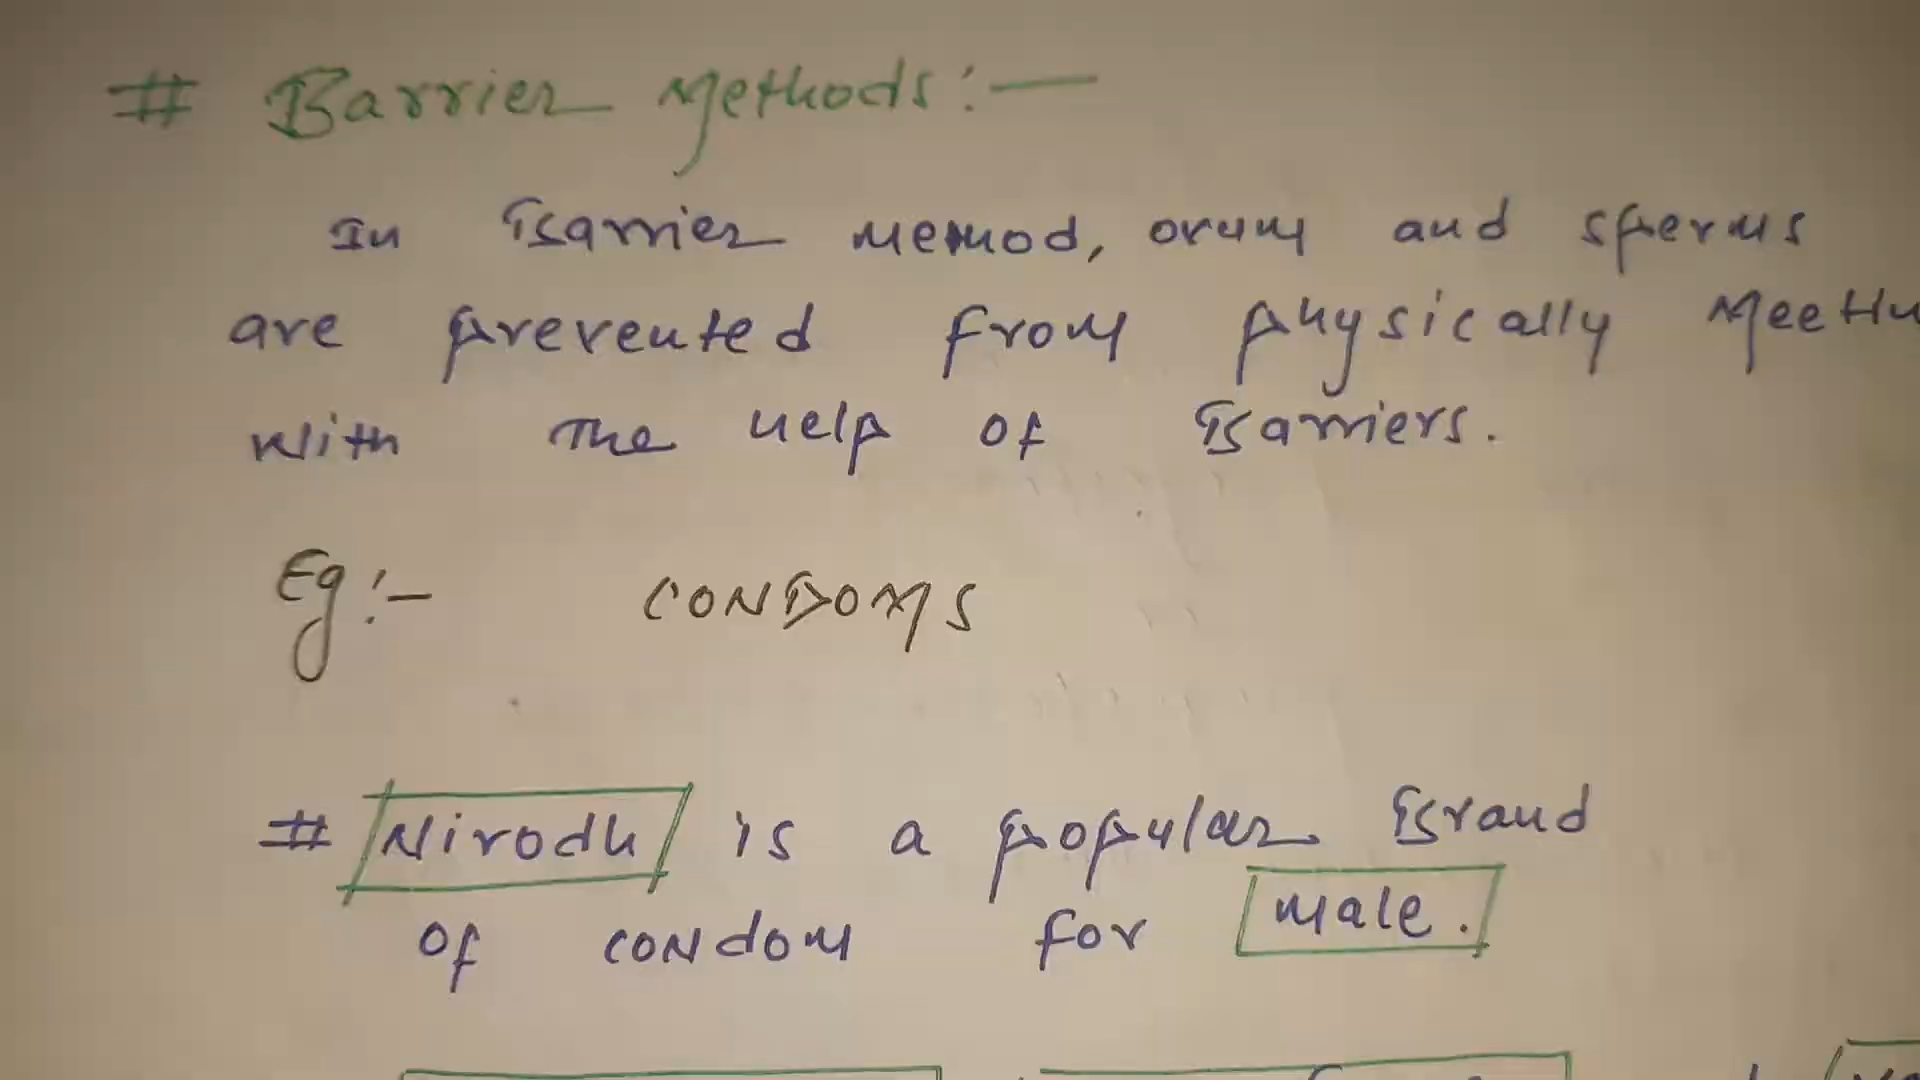 # Barrier Methods:-
In Barrier method, ovum and sperms
are prevented from physically meetin
with the help of Barriers.
Eg:- CONDOMS
# Nirodh is a popular Brand
of condom for male.